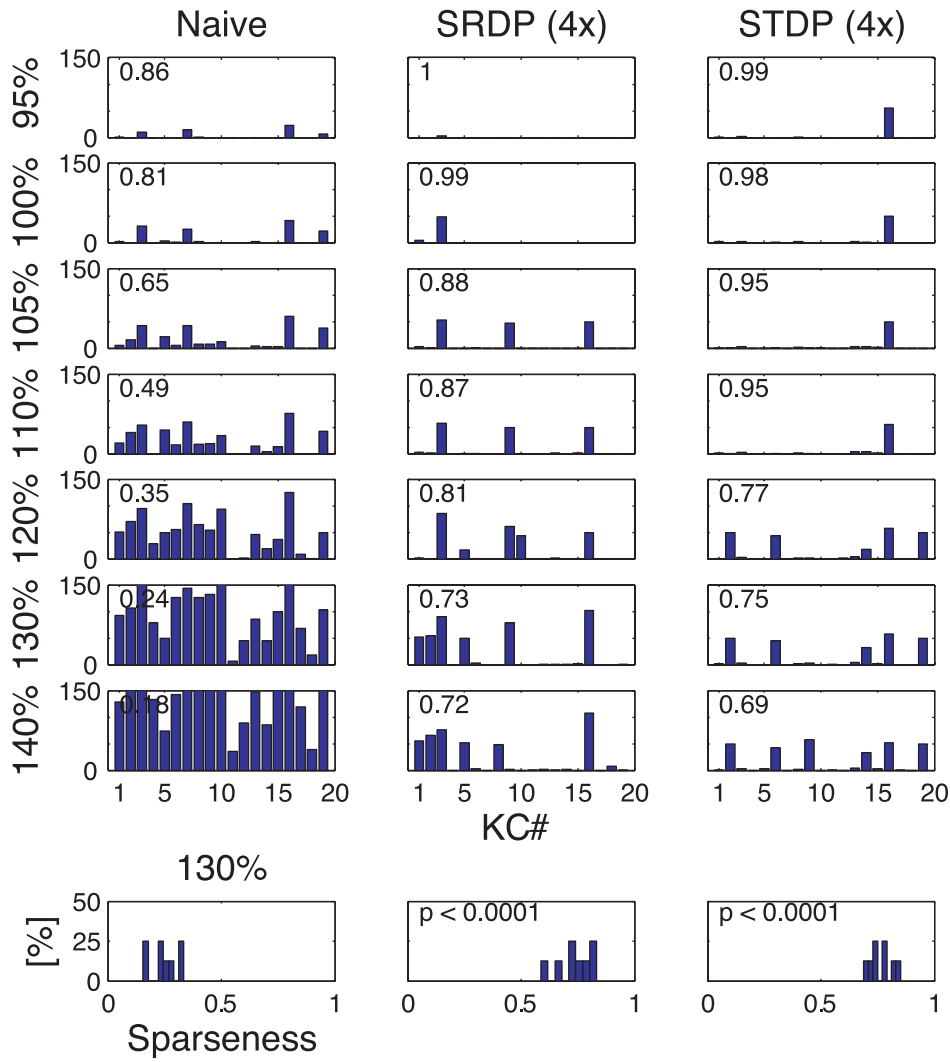 Naive SRDP (4x) STDP (4x)
95% 150 0 0.86 1 0.99
100% 150 0 0.81 0.99 0.98
105% 150 0 0.65 0.88 0.95
110% 150 0 0.49 0.87 0.95
120% 150 0 0.35 0.81 0.77
130% 150 0 0.24 0.73 0.75
140% 150 0 0.18 0.72 0.69
1 5 10 15 20 1 5 10 15 20 1 5 10 15 20
KC#
130%
[%] 50 25 0 p < 0.0001 p < 0.0001
0 0.5 1 0 0.5 1 0 0.5 1
Sparseness